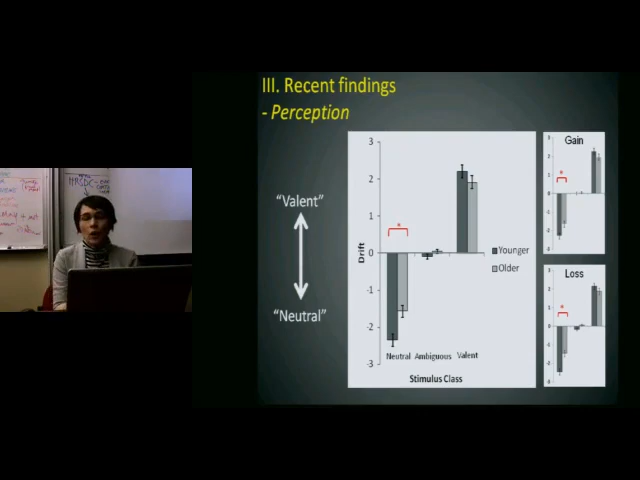 III. Recent findings
- Perception
"Valent"
"Neutral"
3
2
1
0
-1
-2
-3
Drift
Neutral Ambiguous Valent
Stimulus Class
Younger
Older
Gain
Loss